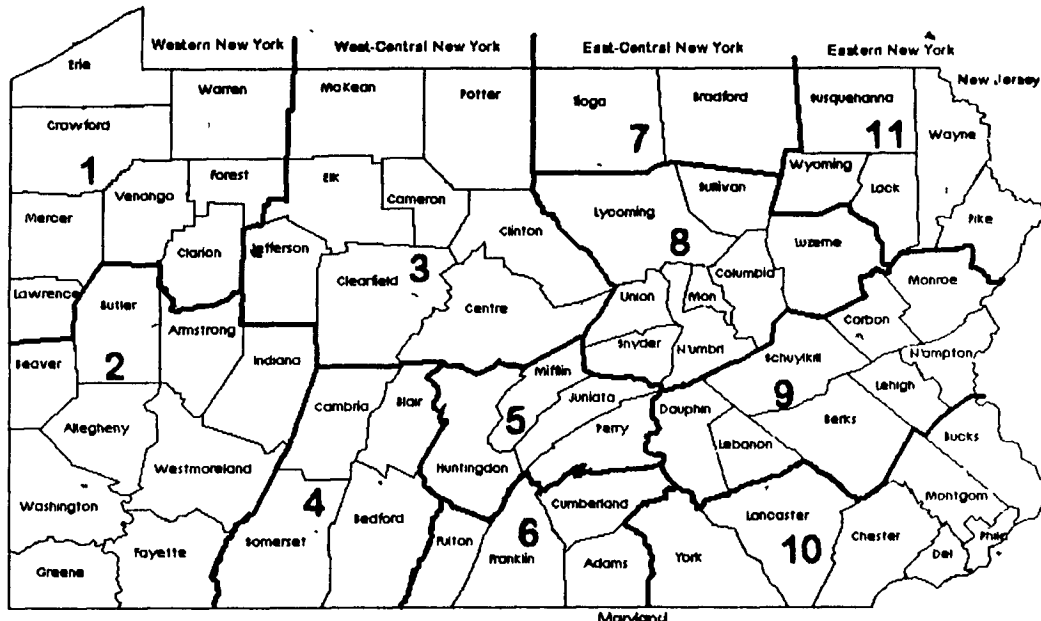 Western New York
West-Central New York
East-Central New York
Eastern New York
New Jersey
Erie
Warren
McKean
Potter
Tioga
Bradford
Susquehanna
Wayne
Crawford
1
7
11
Venango
Forest
Elk
Cameron
Sullivan
Wyoming
Lack
Pike
Mercer
Lycoming
Clinton
Clarion
Jefferson
8
Luzerne
Clearfield
3
Columbia
Monroe
Lawrence
Butler
Centre
Union
Mon
Carbon
Armstrong
Snyder
N'umbrl
Schuylkill
N'ampton
Beaver
2
Indiana
Mifflin
Lehigh
Cambria
Blair
Juniata
9
5
Dauphin
Berks
Allegheny
Perry
Lebanon
Bucks
Westmoreland
Huntingdon
Washington
4
Cumberland
Montgom
Bedford
Lancaster
Fayette
Somerset
Fulton
6
Franklin
10
Chester
Phila
Greene
Adams
York
Del
Maryland